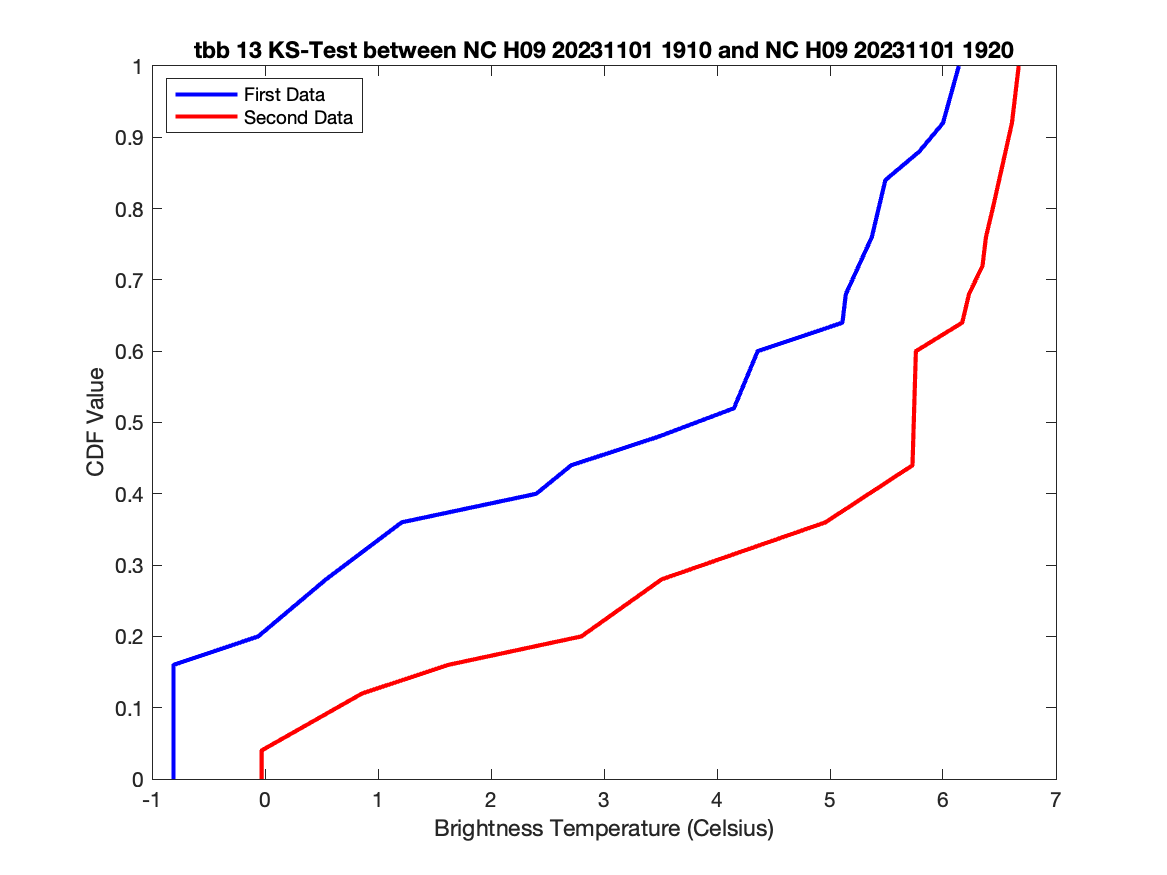 tbb 13 KS-Test between NC H09 20231101 1910 and NC H09 20231101 1920
First Data
Second Data
1
0.9
0.8
0.7
0.6
0.5
0.4
0.3
0.2
0.1
0
CDF Value
-1 0 1 2 3 4 5 6 7
Brightness Temperature (Celsius)